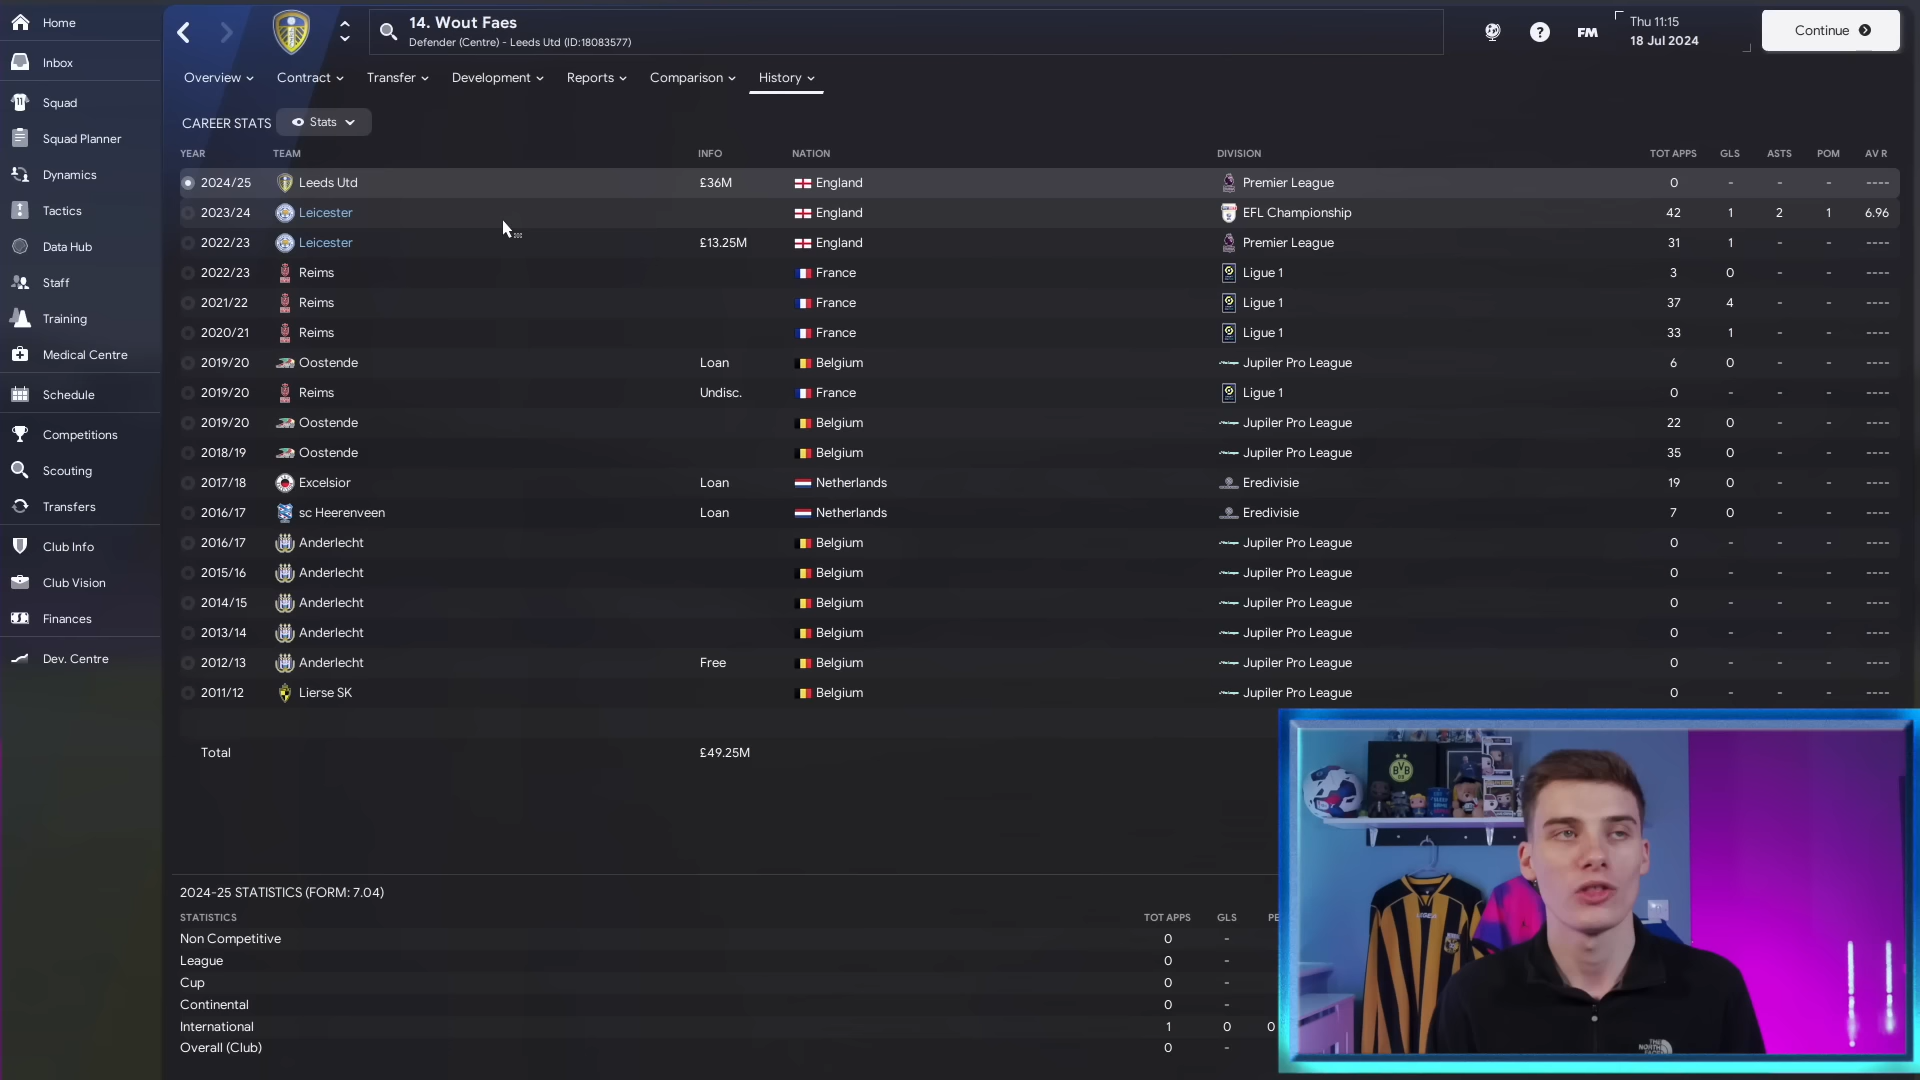 Home
Inbox
Squad
Squad Planner
Dynamics
Tactics
Data Hub
Staff
Training
Medical Centre
Schedule
Competitions
Scouting
Transfers
Club Info
Club Vision
Finances
Dev. Centre
14. Wout Faes
Defender (Centre) - Leeds Utd (ID:18083577)
FM
Thu 11:15
18 Jul 2024
Continue
Overview Contract Transfer Development Reports Comparison History
CAREER STATS Stats
YEAR TEAM INFO NATION DIVISION TOT APPS GLS ASTS POM AV R
2024/25 Leeds Utd £36M England Premier League 0 - - - ----
2023/24 Leicester England EFL Championship 42 1 2 1 6.96
2022/23 Leicester £13.25M England Premier League 31 1 - - ----
2022/23 Reims France Ligue 1 3 0 - - ----
2021/22 Reims France Ligue 1 37 4 - - ----
2020/21 Reims France Ligue 1 33 1 - - ----
2019/20 Oostende Loan Belgium Jupiler Pro League 6 0 - - ----
2019/20 Reims Undisc. France Ligue 1 0 - - - ----
2019/20 Oostende Belgium Jupiler Pro League 22 0 - - ----
2018/19 Oostende Belgium Jupiler Pro League 35 0 - - ----
2017/18 Excelsior Loan Netherlands Eredivisie 19 0 - - ----
2016/17 sc Heerenveen Loan Netherlands Eredivisie 7 0 - - ----
2016/17 Anderlecht Belgium Jupiler Pro League 0 - - - ----
2015/16 Anderlecht Belgium Jupiler Pro League 0 - - - ----
2014/15 Anderlecht Belgium Jupiler Pro League 0 - - - ----
2013/14 Anderlecht Belgium Jupiler Pro League 0 - - - ----
2012/13 Anderlecht Free Belgium Jupiler Pro League 0 - - - ----
2011/12 Lierse SK Belgium Jupiler Pro League 0 - - - ----
Total £49.25M
2024-25 STATISTICS (FORM: 7.04)
STATISTICS TOT APPS GLS PE
Non Competitive 0 -
League 0 -
Cup 0 -
Continental 0 -
International 1 0 0
Overall (Club) 0 -
BVB
THE NORTH FACE